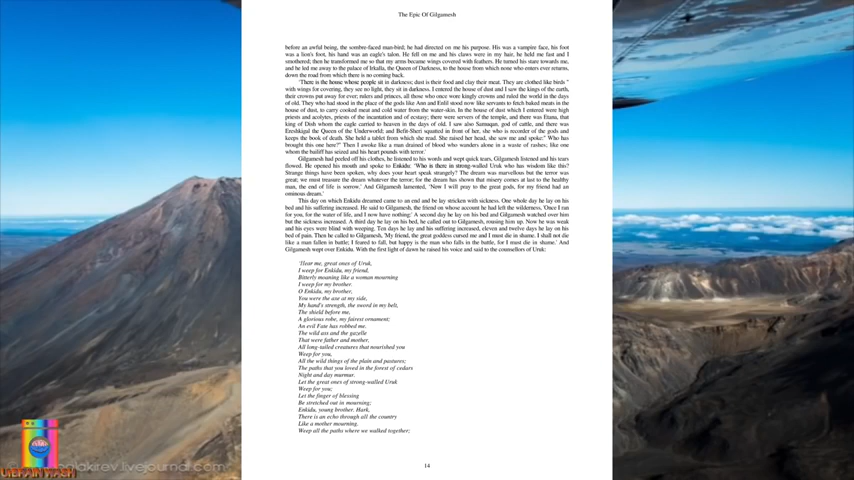 The Epic Of Gilgamesh
before an awful being, the sombre-faced man-bird; he had directed on me his purpose. His was a vampire face, his foot
was a lion's foot, his hand was an eagle's talon. He fell on me and his claws were in my hair, he held me fast and I
smothered; then he transformed me so that my arms became wings covered with feathers. He turned his stare towards me,
and he led me away to the palace of Irkalla, the Queen of Darkness, to the house from which none who enters ever returns,
down the road from which there is no coming back.
'There is the house whose people sit in darkness; dust is their food and clay their meat. They are clothed like birds "
with wings for covering, they see no light, they sit in darkness. I entered the house of dust and I saw the kings of the earth,
their crowns put away for ever; rulers and princes, all those who once wore kingly crowns and ruled the world in the days
of old. They who had stood in the place of the gods like Ann and Enlil stood now like servants to fetch baked meats in the
house of dust, to carry cooked meat and cold water from the water-skin. In the house of dust which I entered were high
priests and acolytes, priests of the incantation and of ecstasy; there were servers of the temple, and there was Etana, that
king of Dish whom the eagle carried to heaven in the days of old. I saw also Samuqan, god of cattle, and there was
Ereshkigal the Queen of the Underworld; and Befit-Sheri squatted in front of her, she who is recorder of the gods and
keeps the book of death. She held a tablet from which she read. She raised her head, she saw me and spoke:" Who has
brought this one here?" Then I awoke like a man drained of blood who wanders alone in a waste of rashes; like one
whom the bailiff has seized and his heart pounds with terror.'
Gilgamesh had peeled off his clothes, he listened to his words and wept quick tears, Gilgamesh listened and his tears
flowed. He opened his mouth and spoke to Enkidu: 'Who is there in strong-walled Uruk who has wisdom like this?
Strange things have been spoken, why does your heart speak strangely? The dream was marvellous but the terror was
great; we must treasure the dream whatever the terror; for the dream has shown that misery comes at last to the healthy
man, the end of life is sorrow.' And Gilgamesh lamented, 'Now I will pray to the great gods, for my friend had an
ominous dream.'
This day on which Enkidu dreamed came to an end and he lay stricken with sickness. One whole day he lay on his
bed and his suffering increased. He said to Gilgamesh, the friend on whose account he had left the wilderness, 'Once I ran
for you, for the water of life, and I now have nothing.' A second day he lay on his bed and Gilgamesh watched over him
but the sickness increased. A third day he lay on his bed, he called out to Gilgamesh, rousing him up. Now he was weak
and his eyes were blind with weeping. Ten days he lay and his suffering increased, eleven and twelve days he lay on his
bed of pain. Then he called to Gilgamesh, 'My friend, the great goddess cursed me and I must die in shame. I shall not die
like a man fallen in battle; I feared to fall, but happy is the man who falls in the battle, for I must die in shame.' And
Gilgamesh wept over Enkidu. With the first light of dawn he raised his voice and said to the counsellors of Uruk:
'Hear me, great ones of Uruk,
I weep for Enkidu, my friend,
Bitterly moaning like a woman mourning
I weep for my brother.
O Enkidu, my brother,
You were the axe at my side,
My hand's strength, the sword in my belt,
The shield before me,
A glorious robe, my fairest ornament;
An evil Fate has robbed me.
The wild ass and the gazelle
That were father and mother,
All long-tailed creatures that nourished you
Weep for you,
All the wild things of the plain and pastures;
The paths that you loved in the forest of cedars
Night and day murmur.
Let the great ones of strong-walled Uruk
Weep for you;
Let the finger of blessing
Be stretched out in mourning;
Enkidu, young brother. Hark,
There is an echo through all the country
Like a mother mourning.
Weep all the paths where we walked together;
14